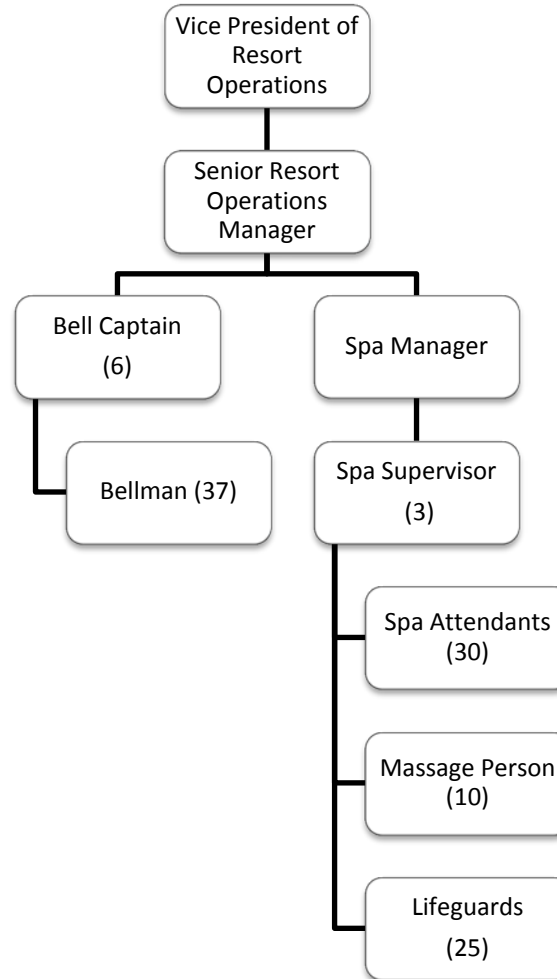 Vice President of
Resort
Operations
Senior Resort
Operations
Manager
Bell Captain
(6)
Spa Manager
Bellman (37)
Spa Supervisor
(3)
Spa Attendants
(30)
Massage Person
(10)
Lifeguards
(25)